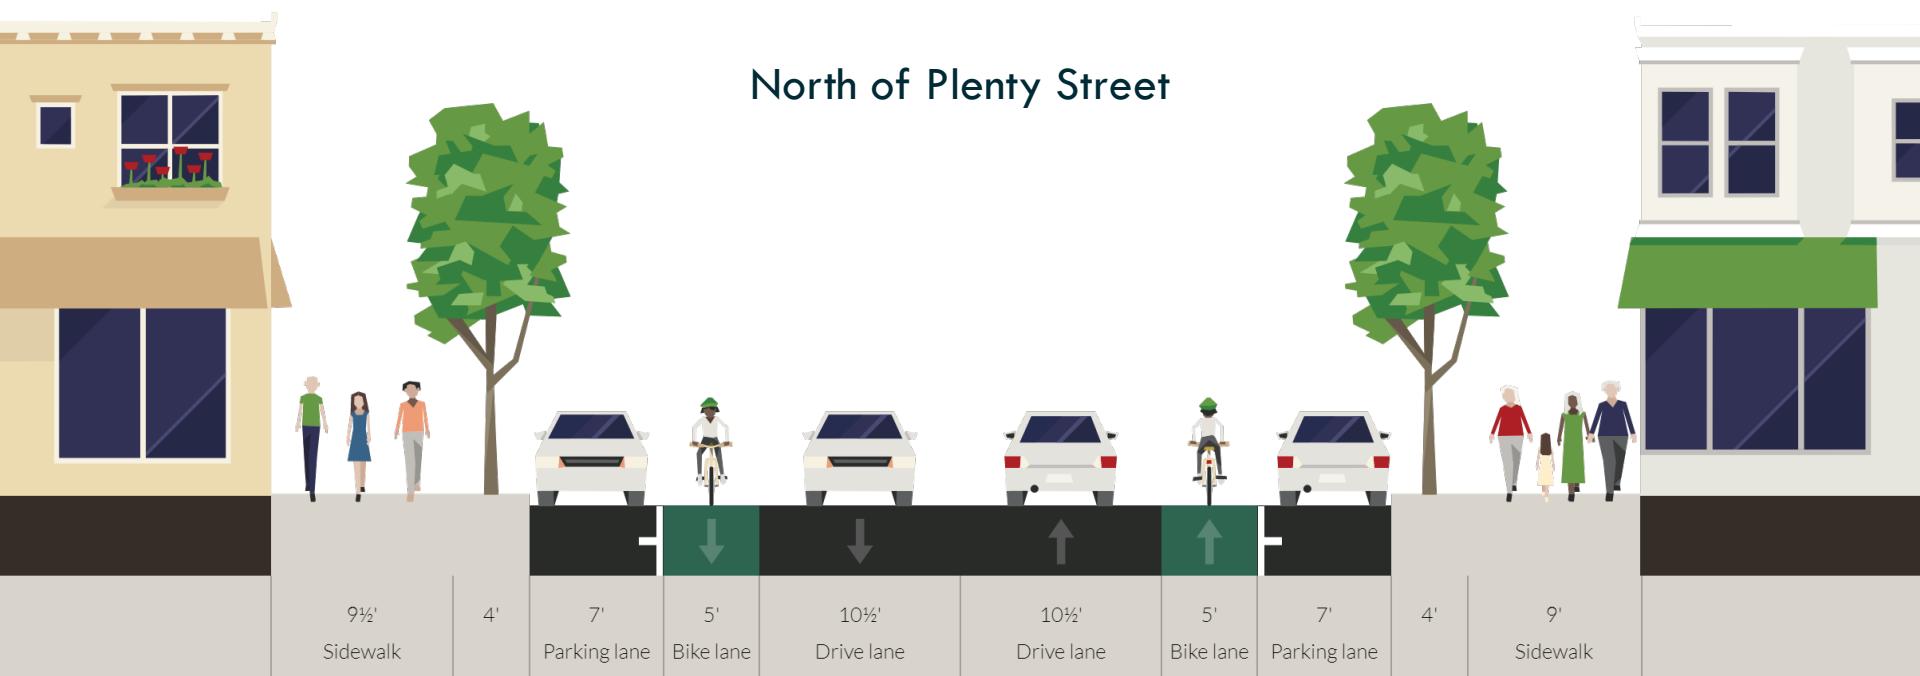 North of Plenty Street
9½' 4' 7' 5' 10½' 10½' 5' 7' 4' 9'
Sidewalk Parking lane Bike lane Drive lane Drive lane Bike lane Parking lane Sidewalk